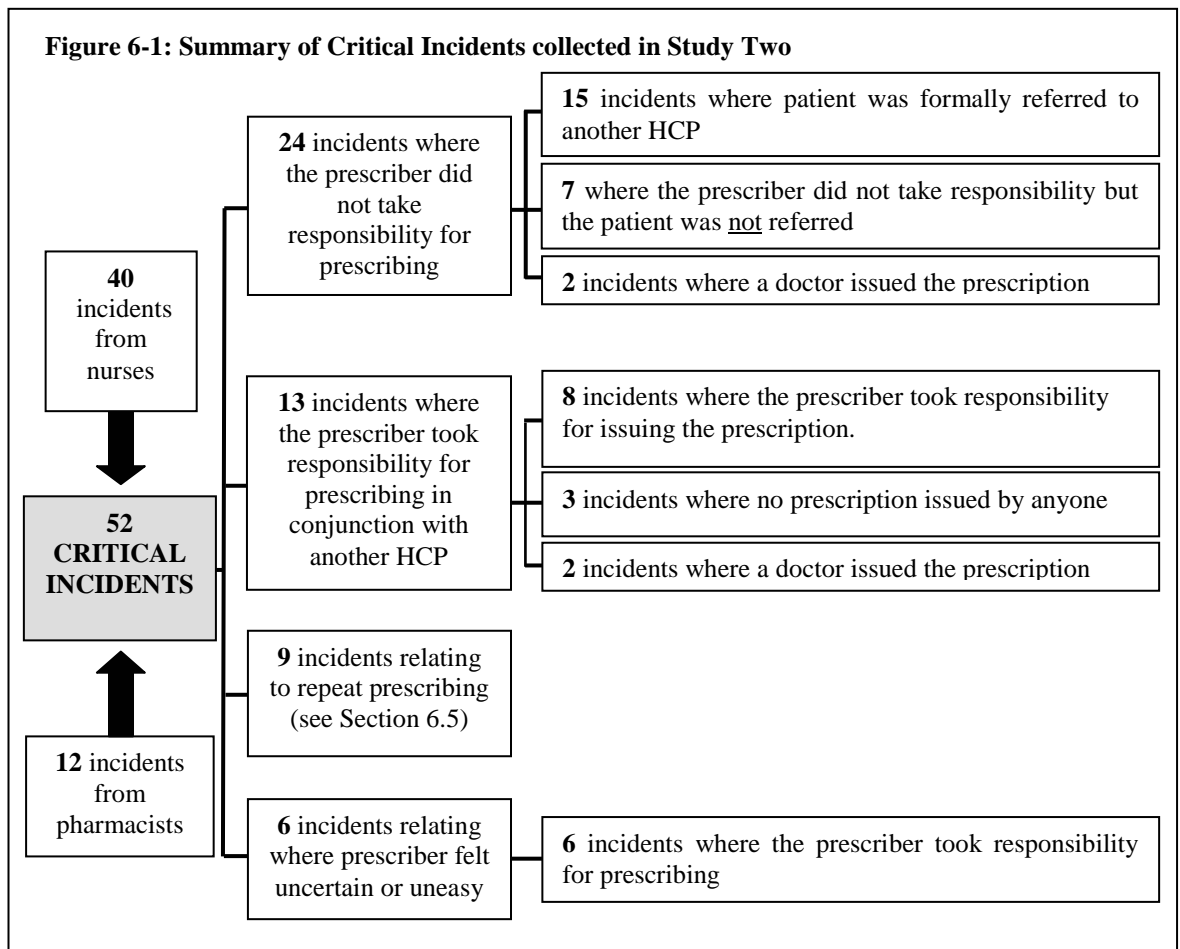 Figure 6-1: Summary of Critical Incidents collected in Study Two
40
incidents
from
nurses
52
CRITICAL
INCIDENTS
12 incidents
from
pharmacists
24 incidents where
the prescriber did
not take
responsibility for
prescribing
15 incidents where patient was formally referred to
another HCP
7 where the prescriber did not take responsibility but
the patient was not referred
2 incidents where a doctor issued the prescription
13 incidents where
the prescriber took
responsibility for
prescribing in
conjunction with
another HCP
8 incidents where the prescriber took responsibility
for issuing the prescription.
3 incidents where no prescription issued by anyone
2 incidents where a doctor issued the prescription
9 incidents relating
to repeat prescribing
(see Section 6.5)
6 incidents relating
where prescriber felt
uncertain or uneasy
6 incidents where the prescriber took responsibility
for prescribing